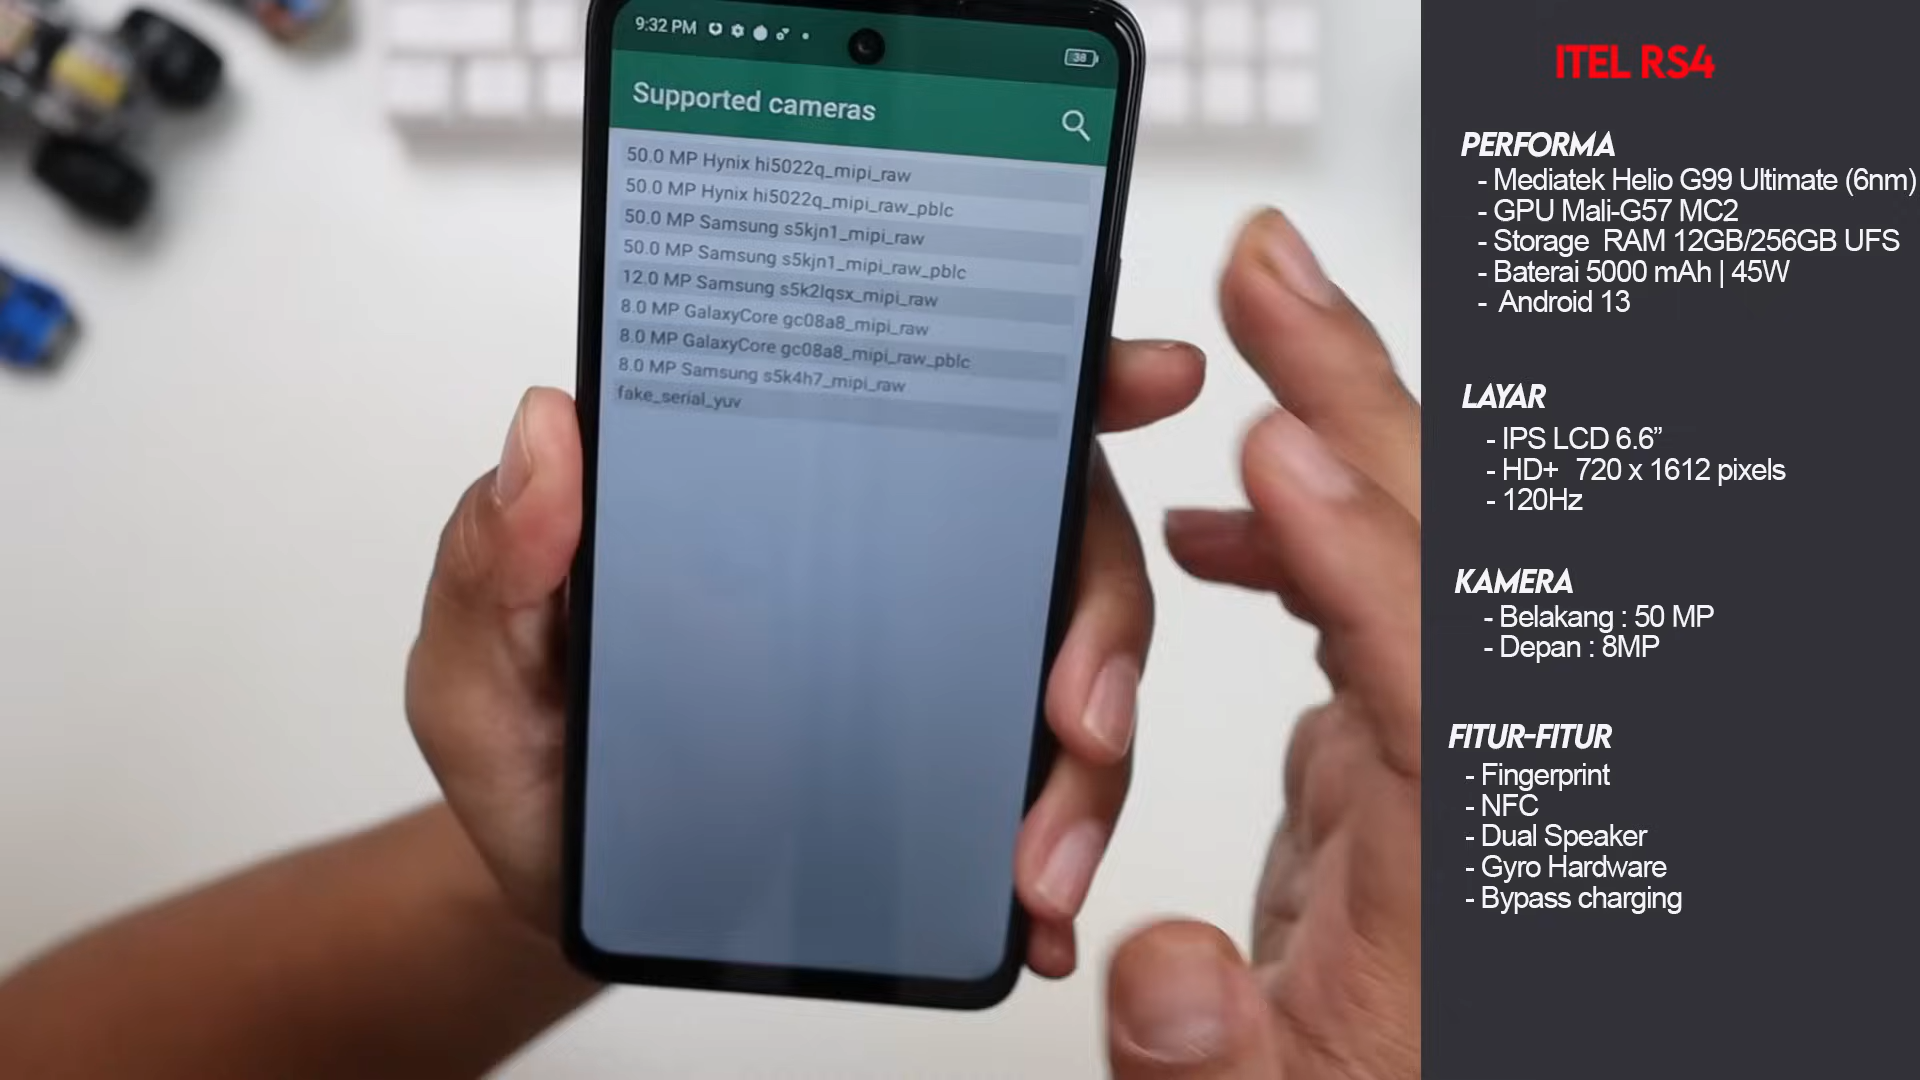 9:32 PM
38
Supported cameras
50.0 MP Hynix hi5022q_mipi_raw
50.0 MP Hynix hi5022q_mipi_raw_pblc
50.0 MP Samsung s5kjn1_mipi_raw
50.0 MP Samsung s5kjn1_mipi_raw_pblc
12.0 MP Samsung s5k2lqsx_mipi_raw
8.0 MP GalaxyCore gc08a8_mipi_raw
8.0 MP GalaxyCore gc08a8_mipi_raw_pblc
8.0 MP Samsung s5k4h7_mipi_raw
fake_serial_yuv
ITEL RS4
PERFORMA
- Mediatek Helio G99 Ultimate (6nm)
- GPU Mali-G57 MC2
- Storage RAM 12GB/256GB UFS
- Baterai 5000 mAh | 45W
- Android 13
LAYAR
- IPS LCD 6.6”
- HD+ 720 x 1612 pixels
- 120Hz
KAMERA
- Belakang : 50 MP
- Depan : 8MP
FITUR-FITUR
- Fingerprint
- NFC
- Dual Speaker
- Gyro Hardware
- Bypass charging